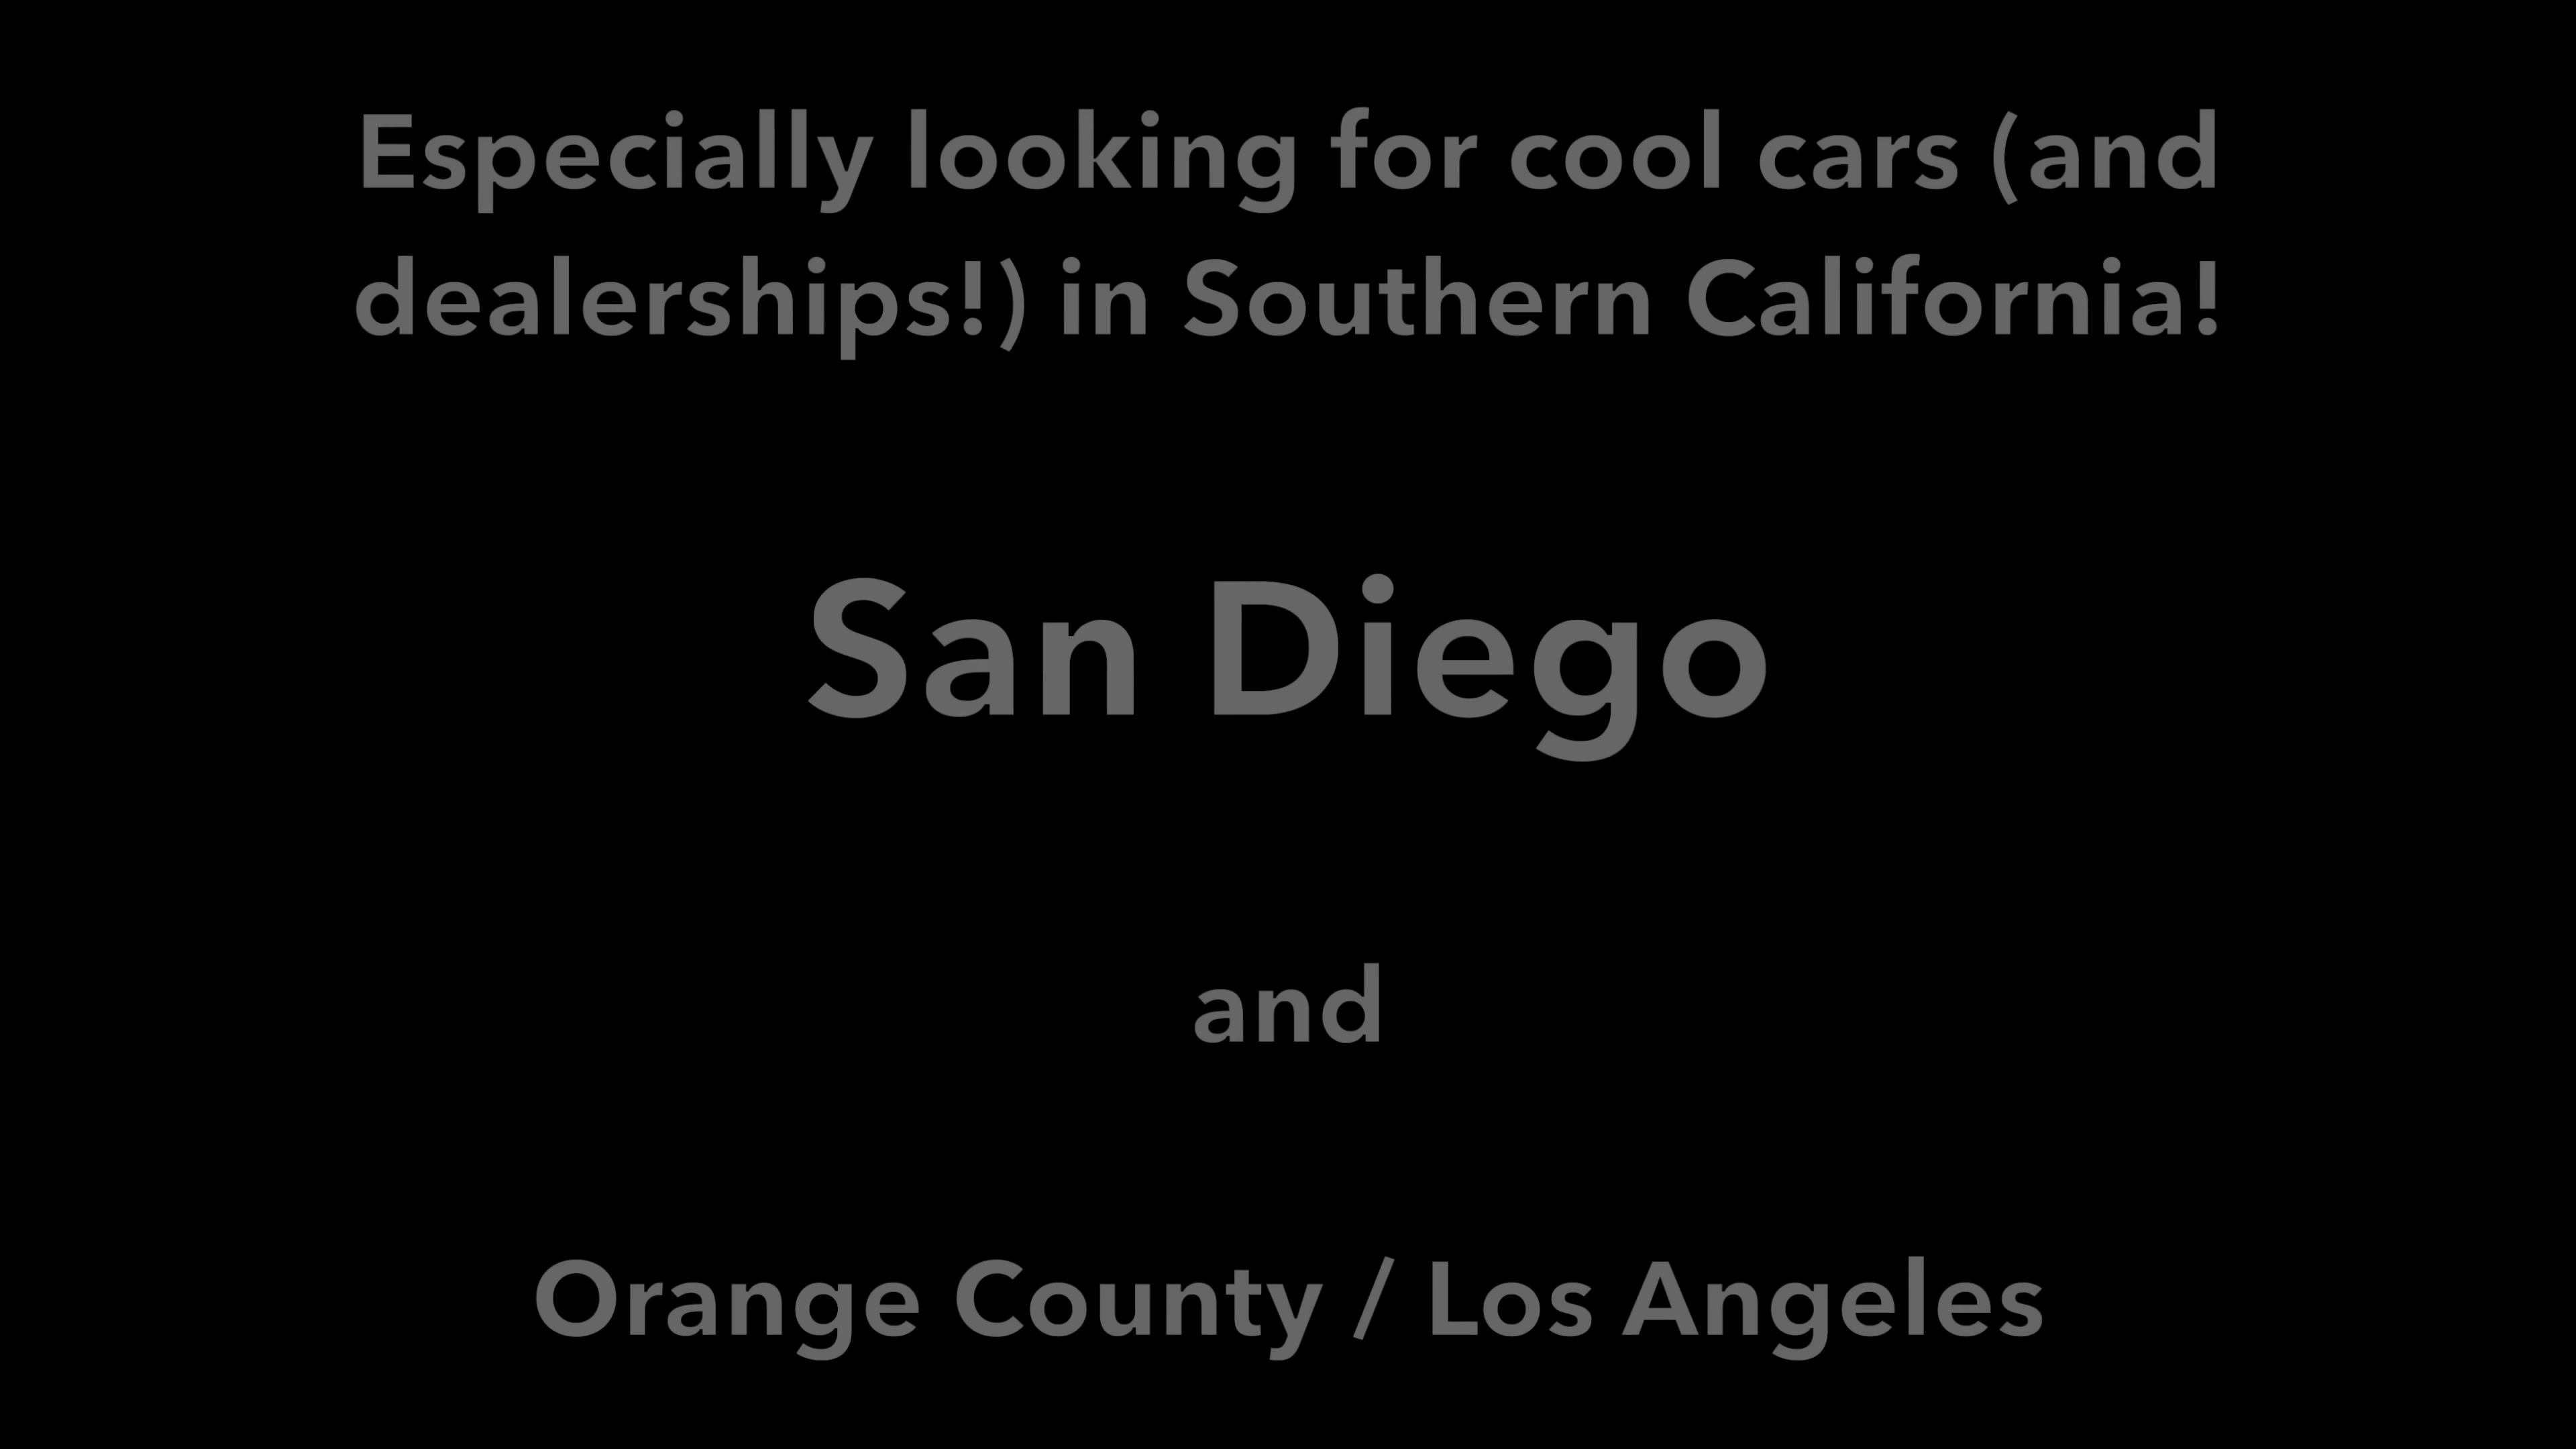 Especially looking for cool cars (and
dealerships!) in Southern California!
San Diego
and
Orange County / Los Angeles